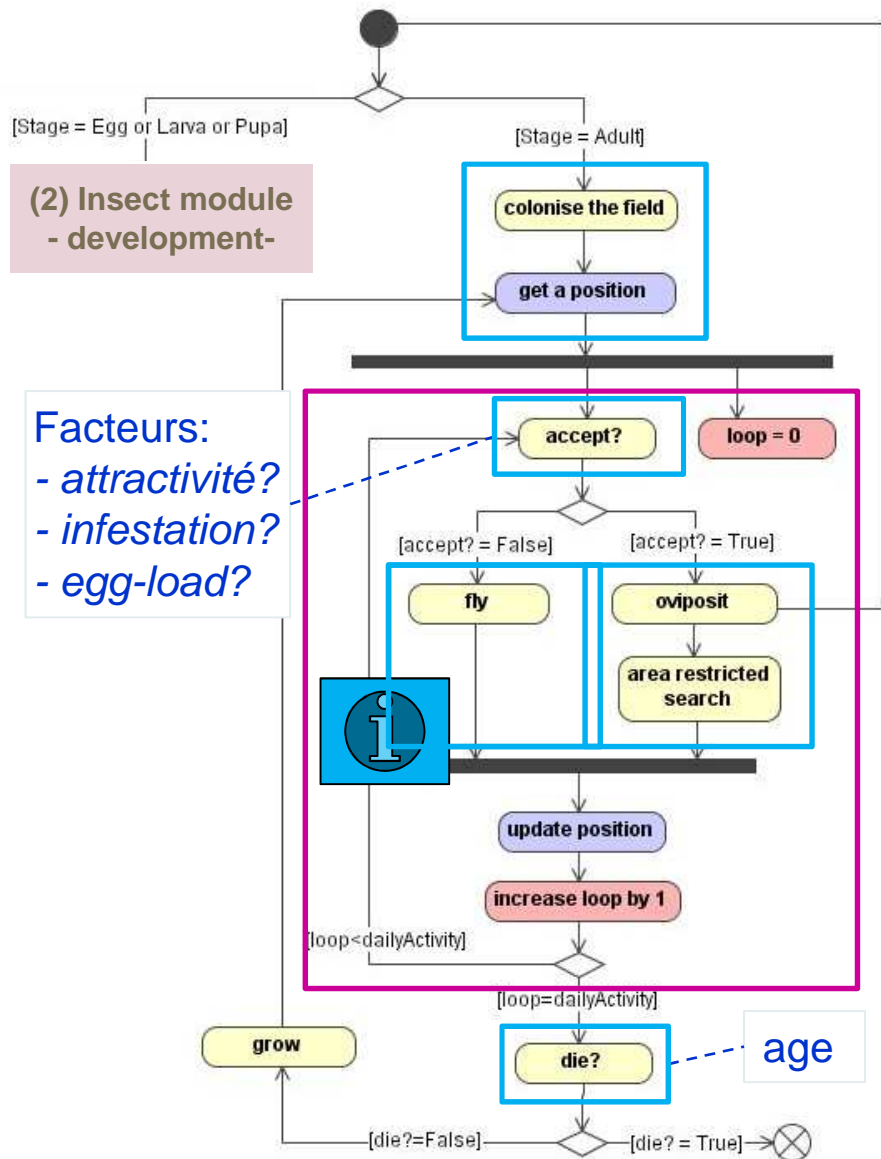 [Stage = Egg or Larva or Pupa]
[Stage = Adult]
(2) Insect module
- development-
colonise the field
get a position
Facteurs:
- attractivité?
- infestation?
- egg-load?
accept?
loop = 0
[accept? = False]
[accept? = True]
fly
oviposit
area restricted
search
i
update position
increase loop by 1
[loop<dailyActivity]
[loop=dailyActivity]
grow
die?
age
[die?=False]
[die? = True]